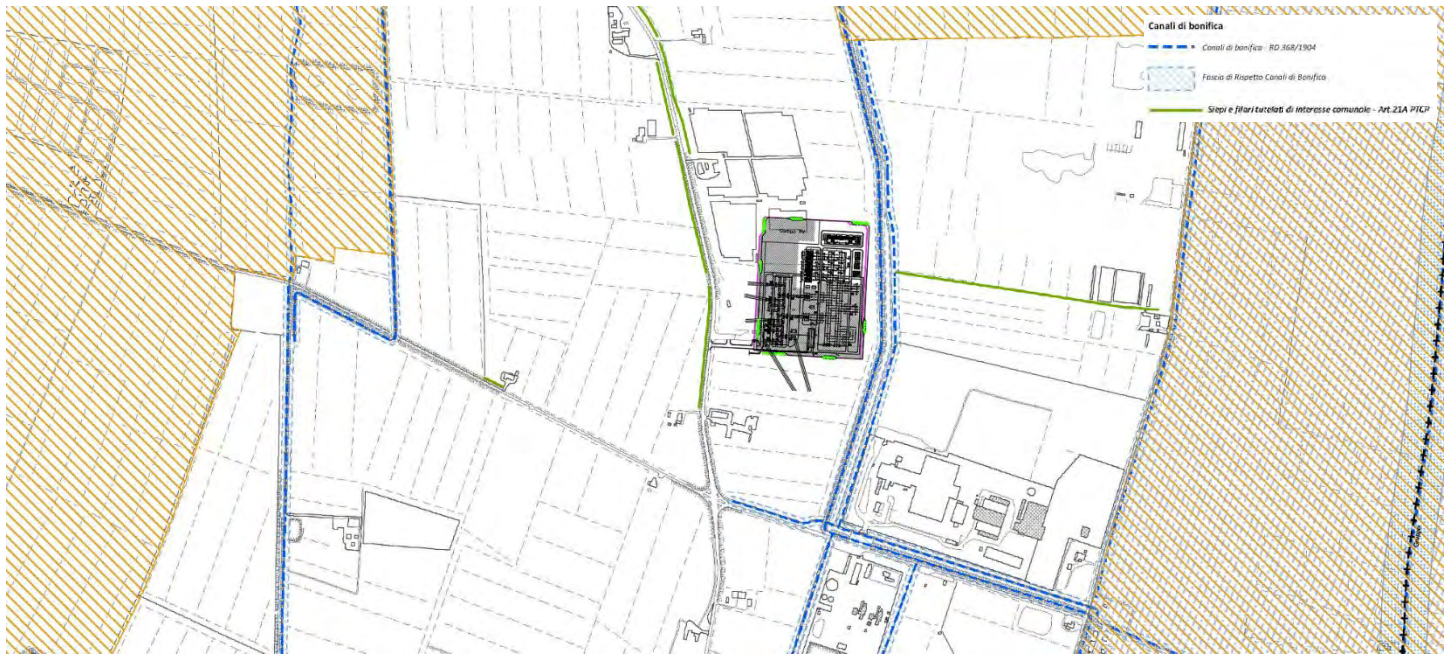 Canali di bonifica
Canali di bonifica - RD.368/1904
Fascia di Rispetto Canali di Bonifica
Siepi e filari tutelati di interesse comunale - Art.21A PTCP